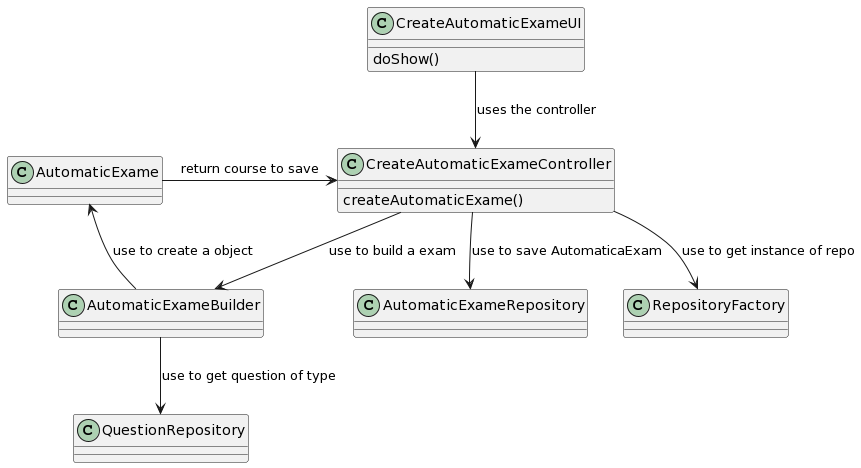 C CreateAutomaticExameUI
doShow()
uses the controller
C AutomaticExame
return course to save
C CreateAutomaticExameController
createAutomaticExame()
use to create a object
use to build a exam
use to save AutomaticaExam
use to get instance of repo
C AutomaticExameBuilder
C AutomaticExameRepository
C RepositoryFactory
use to get question of type
C QuestionRepository